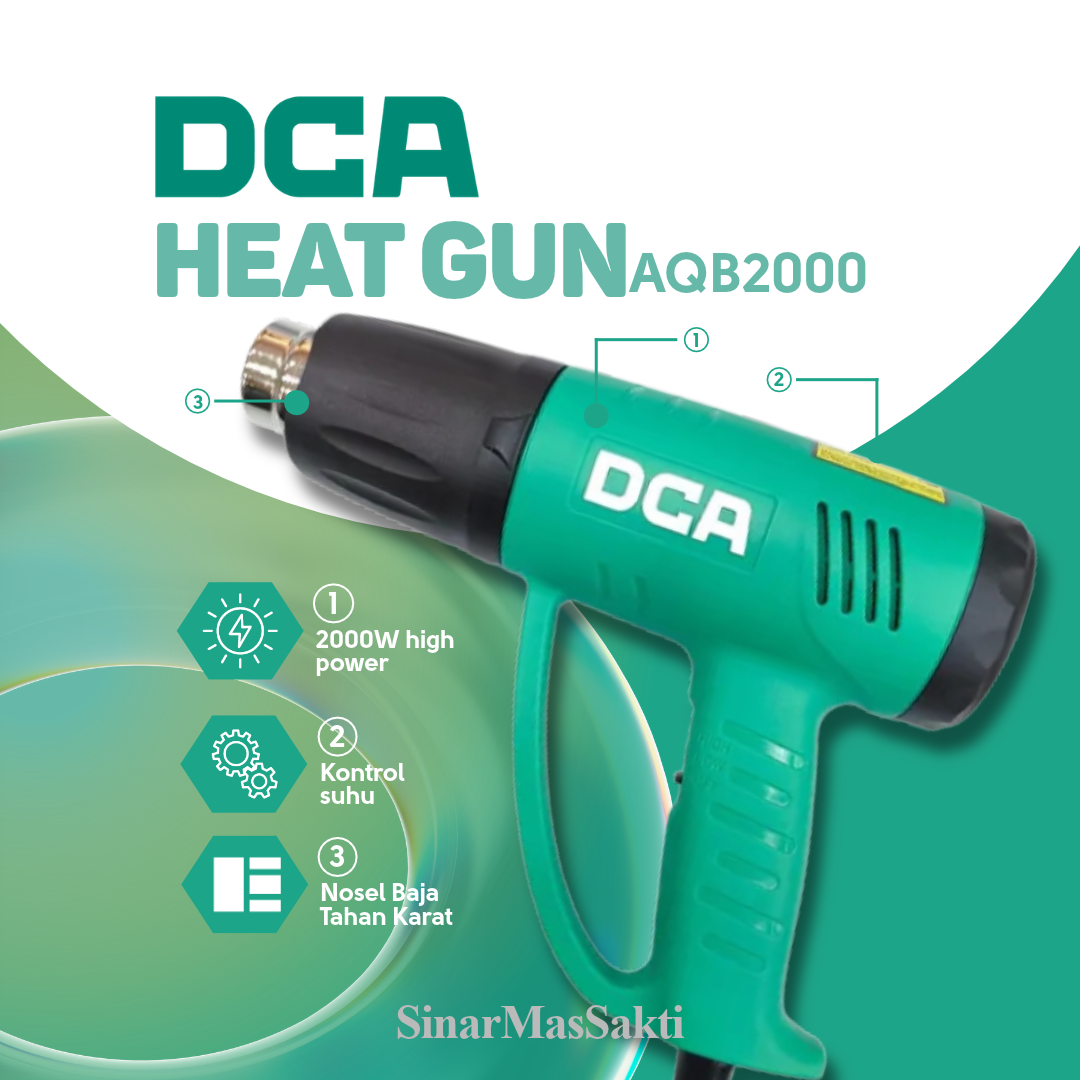 DCA
HEAT GUN AQB2000
1
2
3
DCA
1
2000W high
power
2
Kontrol
suhu
3
Nosel Baja
Tahan Karat
SinarMasSakti